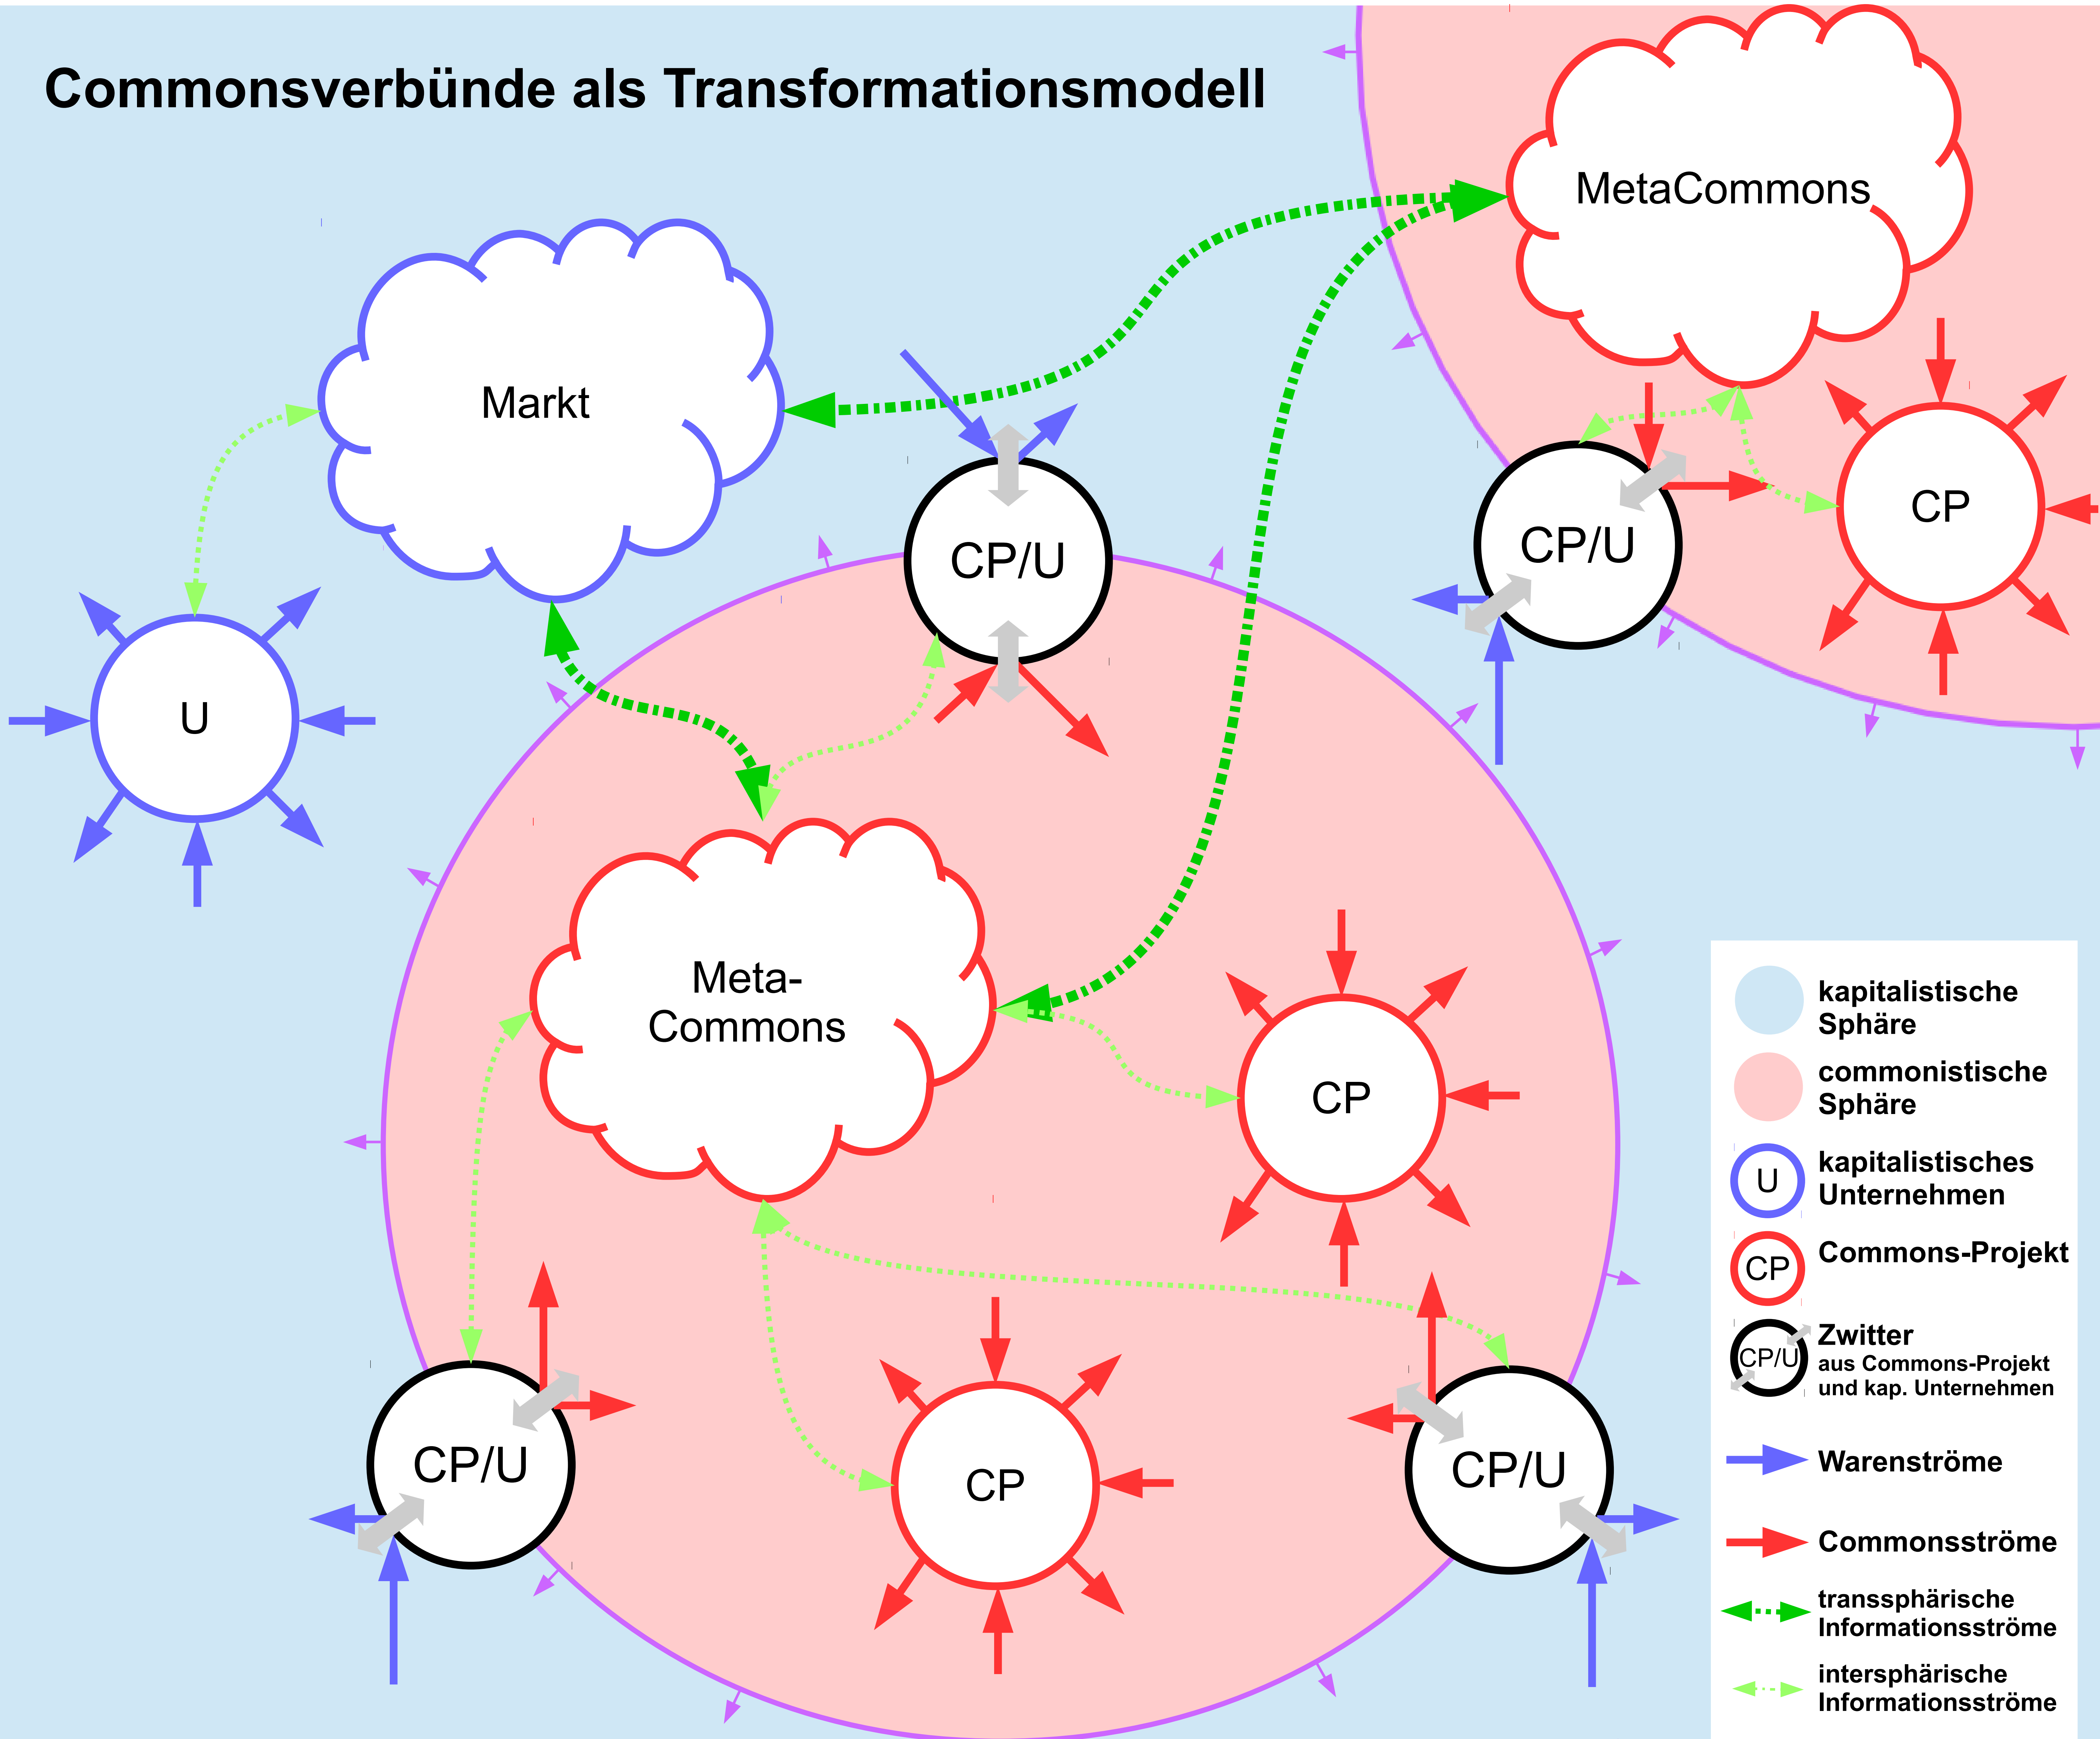 Commonsverbünde als Transformationsmodell
MetaCommons
Markt
CP/U
CP/U
CP
U
Meta-
Commons
CP
CP/U
CP
CP/U
kapitalistische
Sphäre
commonistische
Sphäre
U
kapitalistisches
Unternehmen
CP
Commons-Projekt
CP/U
Zwitter
aus Commons-Projekt
und kap. Unternehmen
Warenströme
Commonsströme
transsphärische
Informationsströme
intersphärische
Informationsströme